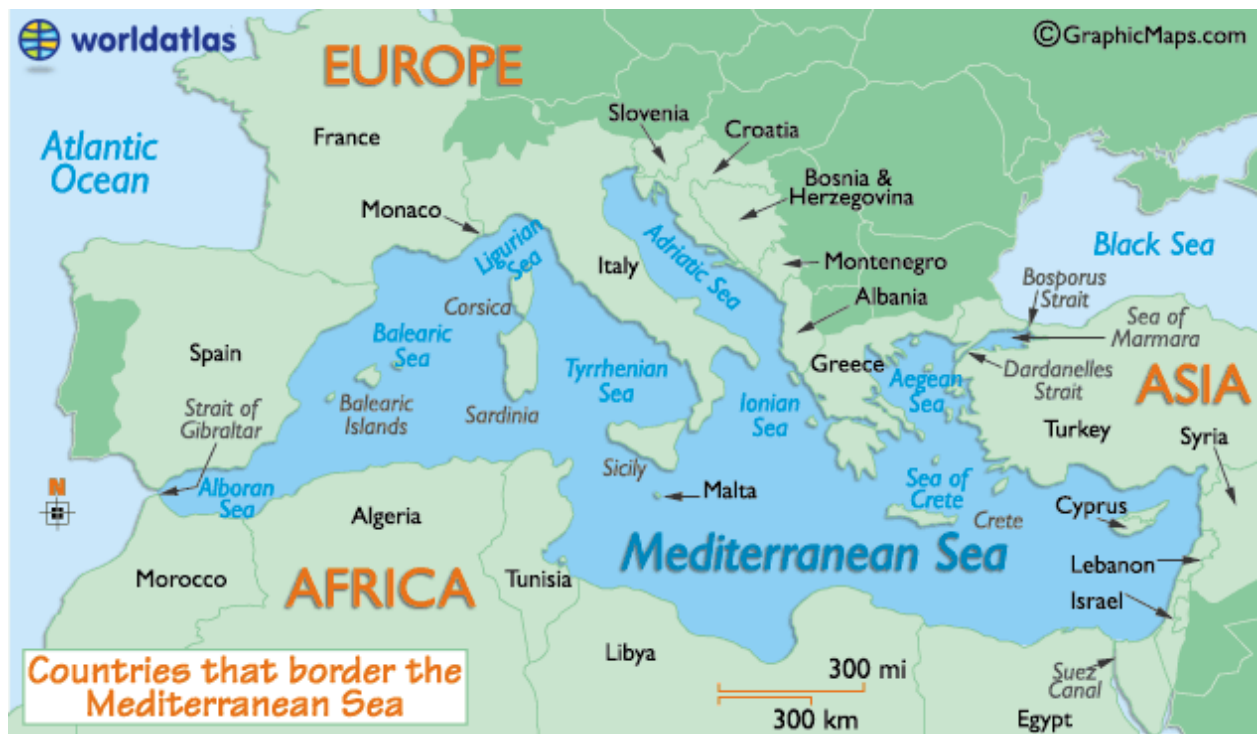 worldatlas
©GraphicMaps.com
EUROPE
Atlantic
Ocean
France
Slovenia
Croatia
Bosnia &
Herzegovina
Monaco
Ligurian
Sea
Adriatic Sea
Italy
Montenegro
Albania
Black Sea
Bosporus
Strait
Sea of
Marmara
Corsica
Balearic
Sea
Spain
Tyrrhenian
Sea
Greece
Aegean
Sea
Dardanelles
Strait
ASIA
Strait of
Gibraltar
Balearic
Islands
Sardinia
Ionian
Sea
Turkey
Syria
Sicily
Malta
Sea of
Crete
Crete
Cyprus
N
Alboran
Sea
Algeria
Mediterranean Sea
Lebanon
Morocco
AFRICA
Tunisia
Israel
Libya
300 mi
300 km
Suez
Canal
Egypt
Countries that border the
Mediterranean Sea